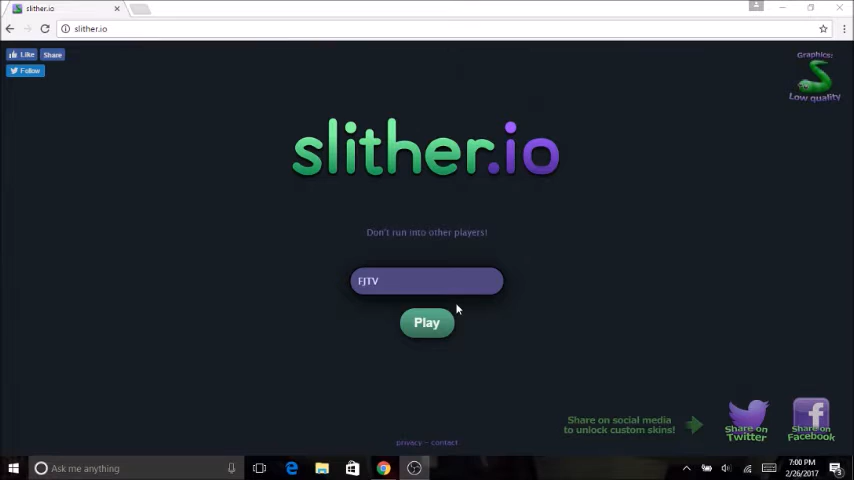 slither.io
slither.io
Like Share
Follow
Graphics:
Low quality
slither.io
Don't run into other players!
FJTV
Play
Share on social media
to unlock custom skins!
Share on
Twitter
Share on
Facebook
privacy - contact
Ask me anything
7:00 PM
2/26/2017
3